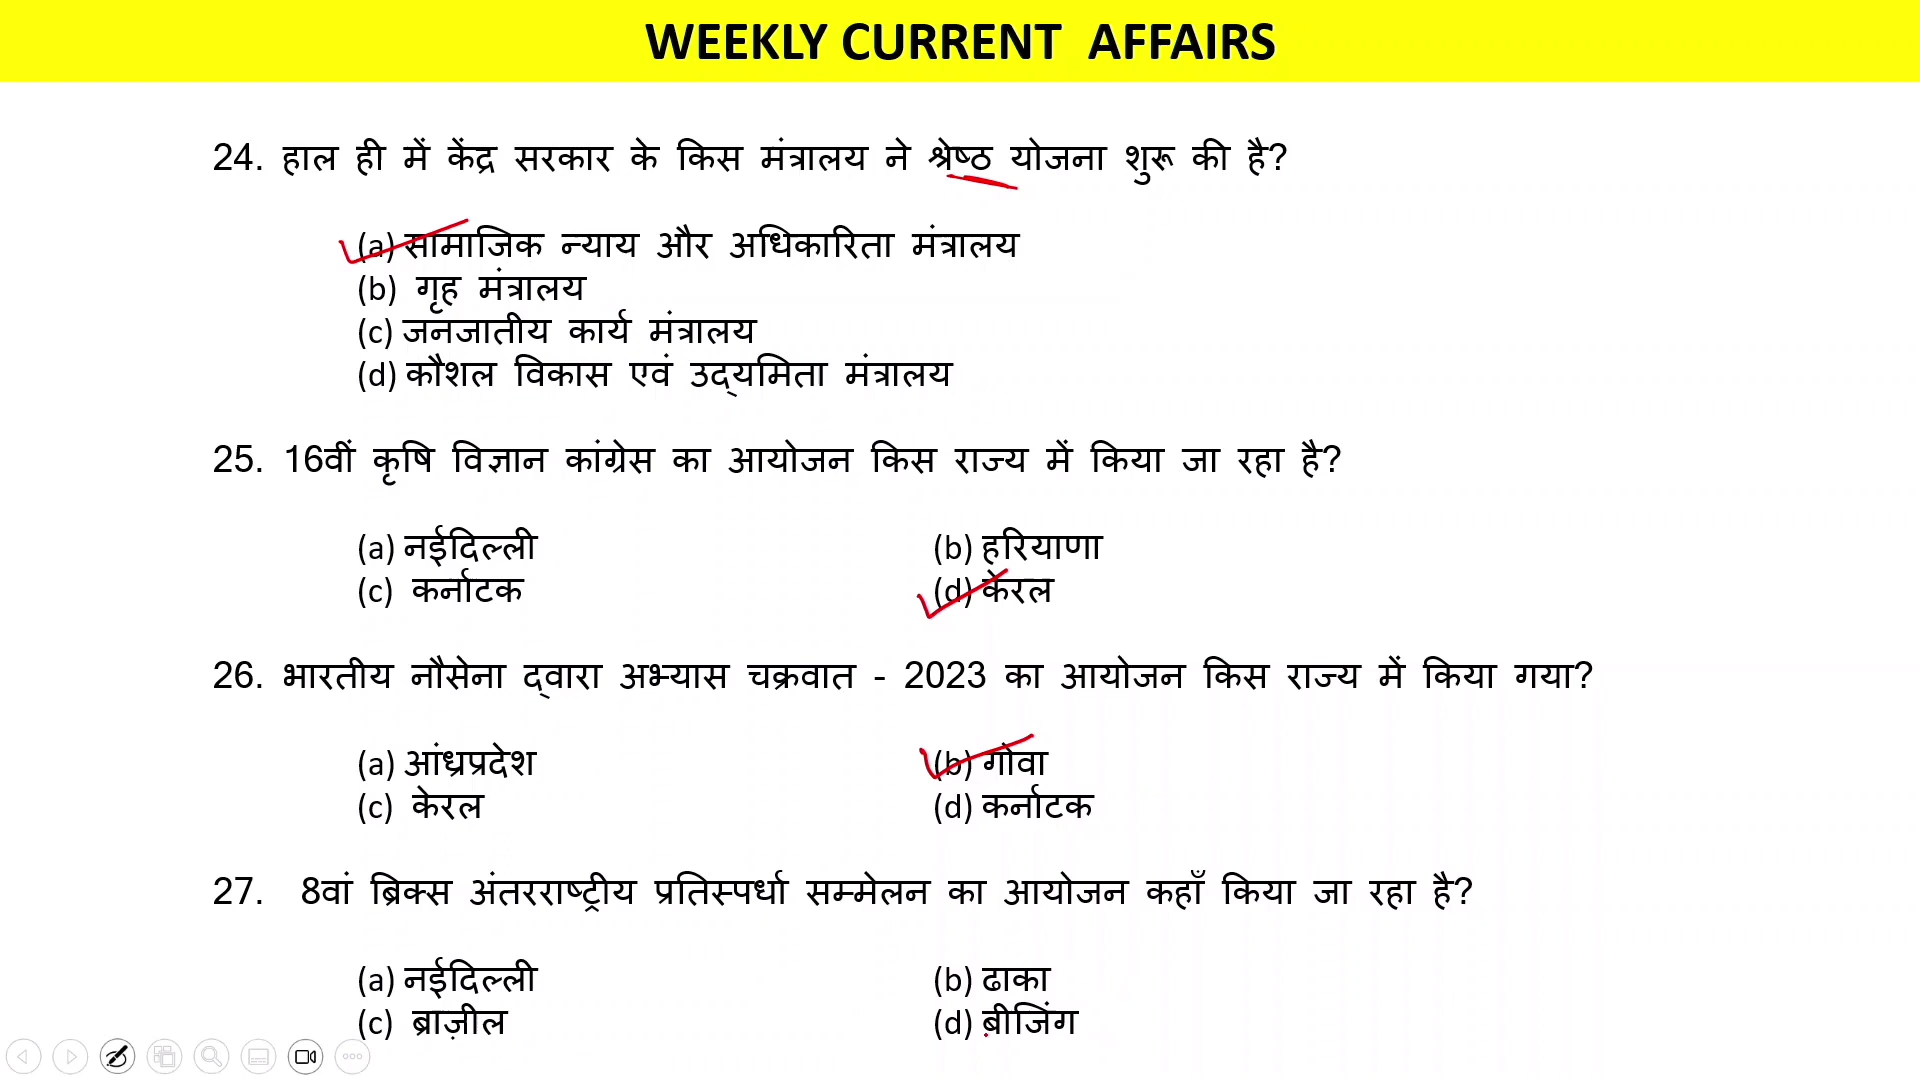 WEEKLY CURRENT AFFAIRS
24. हाल ही में केंद्र सरकार के किस मंत्रालय ने श्रेष्ठ योजना शुरू की है?
(a) सामाजिक न्याय और अधिकारिता मंत्रालय
(b) गृह मंत्रालय
(c) जनजातीय कार्य मंत्रालय
(d) कौशल विकास एवं उद्यमिता मंत्रालय
25. 16वीं कृषि विज्ञान कांग्रेस का आयोजन किस राज्य में किया जा रहा है?
(a) नईदिल्ली (b) हरियाणा
(c) कर्नाटक (d) केरल
26. भारतीय नौसेना द्वारा अभ्यास चक्रवात - 2023 का आयोजन किस राज्य में किया गया?
(a) आंध्रप्रदेश (b) गोवा
(c) केरल (d) कर्नाटक
27. 8वां ब्रिक्स अंतरराष्ट्रीय प्रतिस्पर्धा सम्मेलन का आयोजन कहाँ किया जा रहा है?
(a) नईदिल्ली (b) ढाका
(c) ब्राज़ील (d) बीजिंग